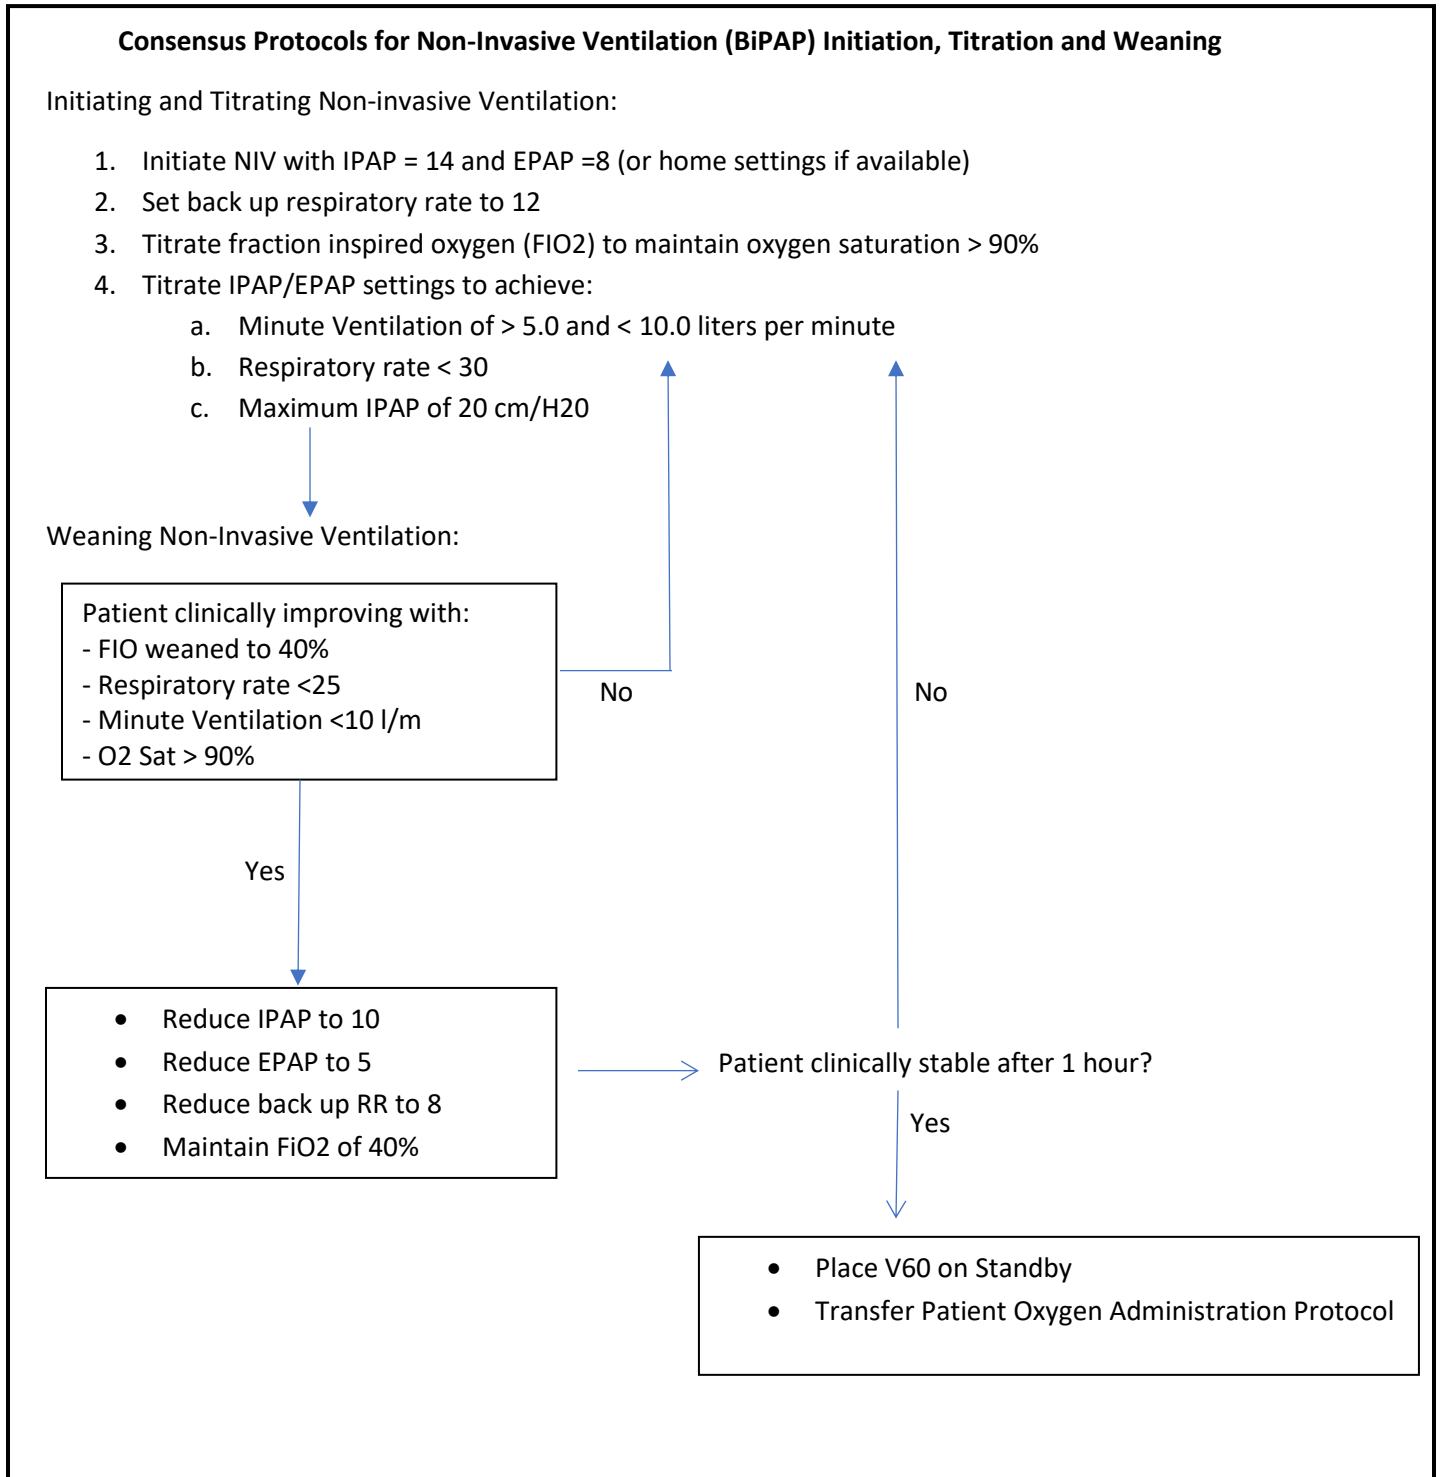 Consensus Protocols for Non-Invasive Ventilation (BiPAP) Initiation, Titration and Weaning
Initiating and Titrating Non-invasive Ventilation:
1. Initiate NIV with IPAP = 14 and EPAP =8 (or home settings if available)
2. Set back up respiratory rate to 12
3. Titrate fraction inspired oxygen (FIO2) to maintain oxygen saturation > 90%
4. Titrate IPAP/EPAP settings to achieve:
a. Minute Ventilation of > 5.0 and < 10.0 liters per minute
b. Respiratory rate < 30
c. Maximum IPAP of 20 cm/H20
Weaning Non-Invasive Ventilation:
Patient clinically improving with:
- FIO weaned to 40%
- Respiratory rate <25
- Minute Ventilation <10 l/m
- O2 Sat > 90%
No
No
Yes
• Reduce IPAP to 10
• Reduce EPAP to 5
• Reduce back up RR to 8
• Maintain FiO2 of 40%
Patient clinically stable after 1 hour?
Yes
• Place V60 on Standby
• Transfer Patient Oxygen Administration Protocol